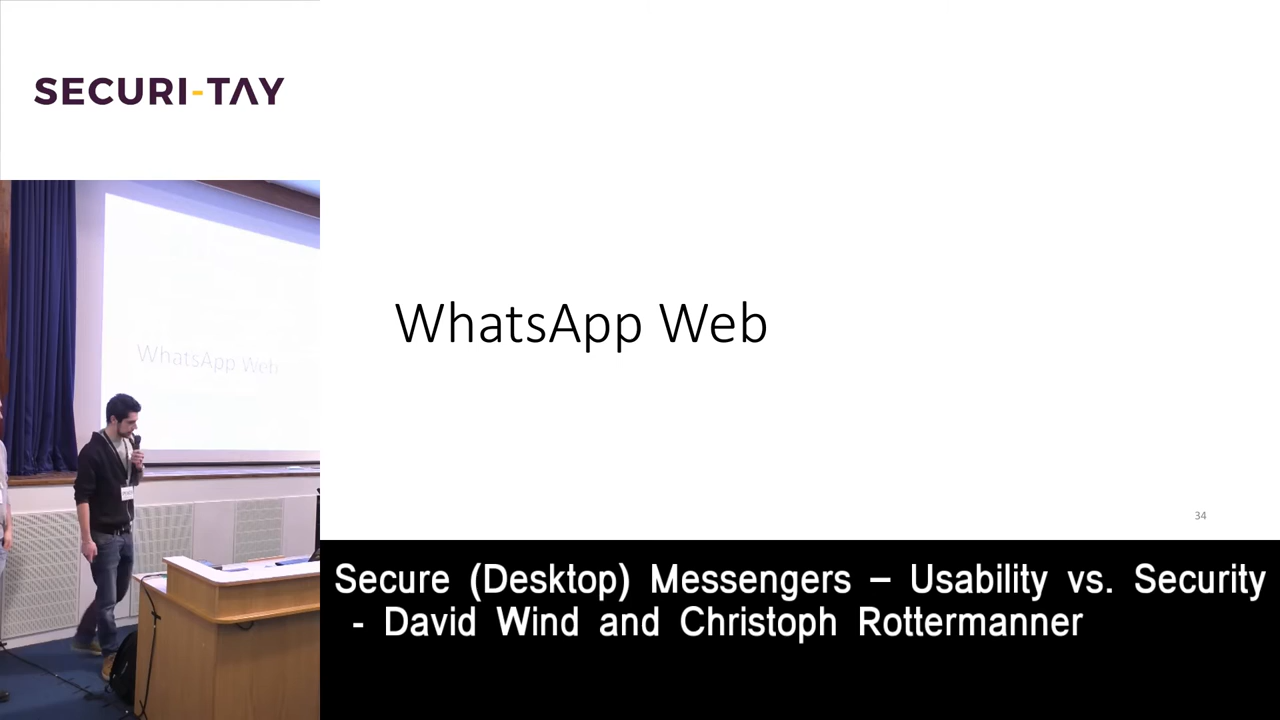 SECURI-TAY
WhatsApp Web
WhatsApp Web
34
Secure (Desktop) Messengers – Usability vs. Security
- David Wind and Christoph Rottermanner